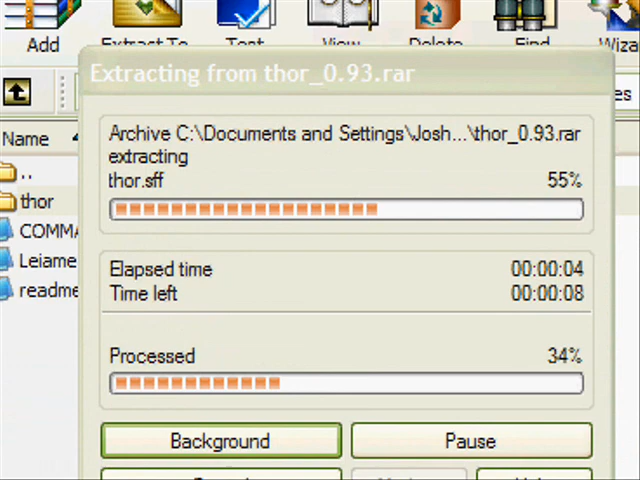 Add
Extract To
Test
View
Delete
Find
Extracting from thor_0.93.rar
Name
Archive C:\Documents and Settings\Josh...\thor_0.93.rar
extracting
thor.sff 55%
..
thor
COMMA
Leiame
readme
Elapsed time 00:00:04
Time left 00:00:08
Processed 34%
Background Pause